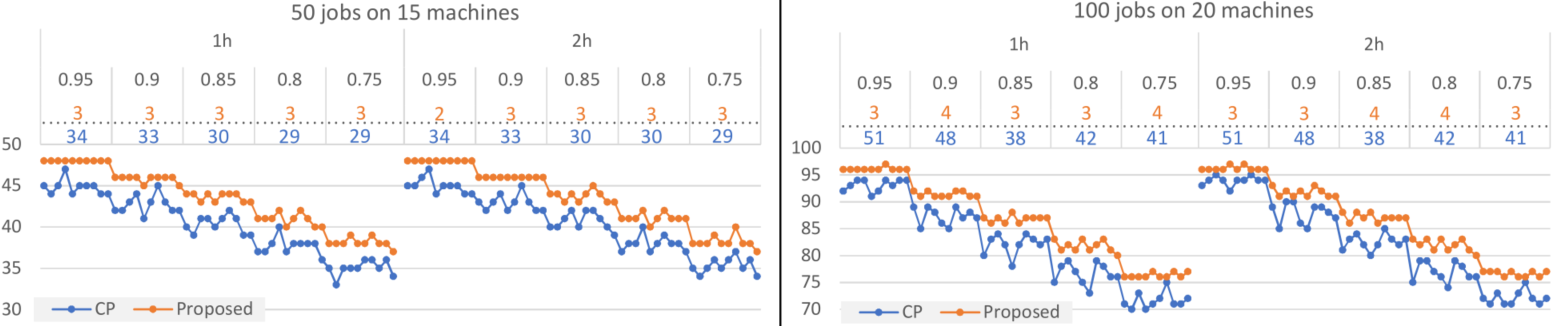 50 jobs on 15 machines
1h 2h
0.95 0.9 0.85 0.8 0.75 0.95 0.9 0.85 0.8 0.75
3 3 3 3 3 2 3 3 3 3
34 33 30 29 29 34 33 30 30 29
50
45
40
35
30
CP Proposed
100 jobs on 20 machines
1h 2h
0.95 0.9 0.85 0.8 0.75 0.95 0.9 0.85 0.8 0.75
3 4 3 3 4 3 3 4 4 3
51 48 38 42 41 51 48 38 42 41
100
95
90
85
80
75
70
CP Proposed